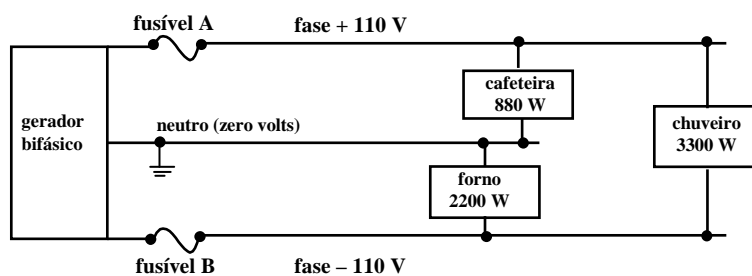 fusível A
fase + 110 V
cafeteira
880 W
gerador
bifásico
neutro (zero volts)
chuveiro
3300 W
forno
2200 W
fusível B
fase – 110 V